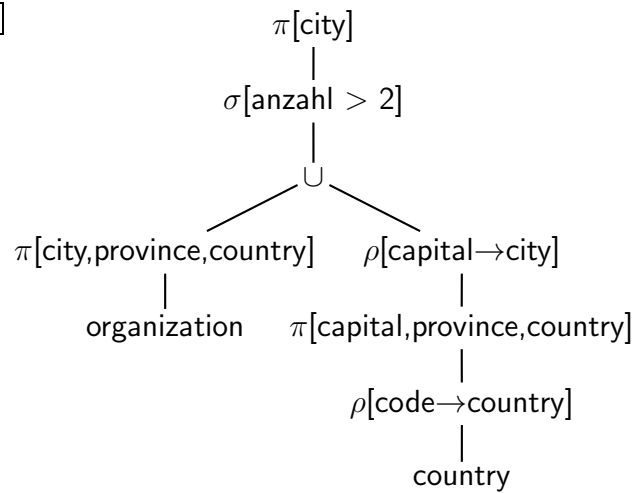 π[city]
σ[anzahl > 2]
∪
π[city,province,country] ρ[capital→city]
organization π[capital,province,country]
ρ[code→country]
country